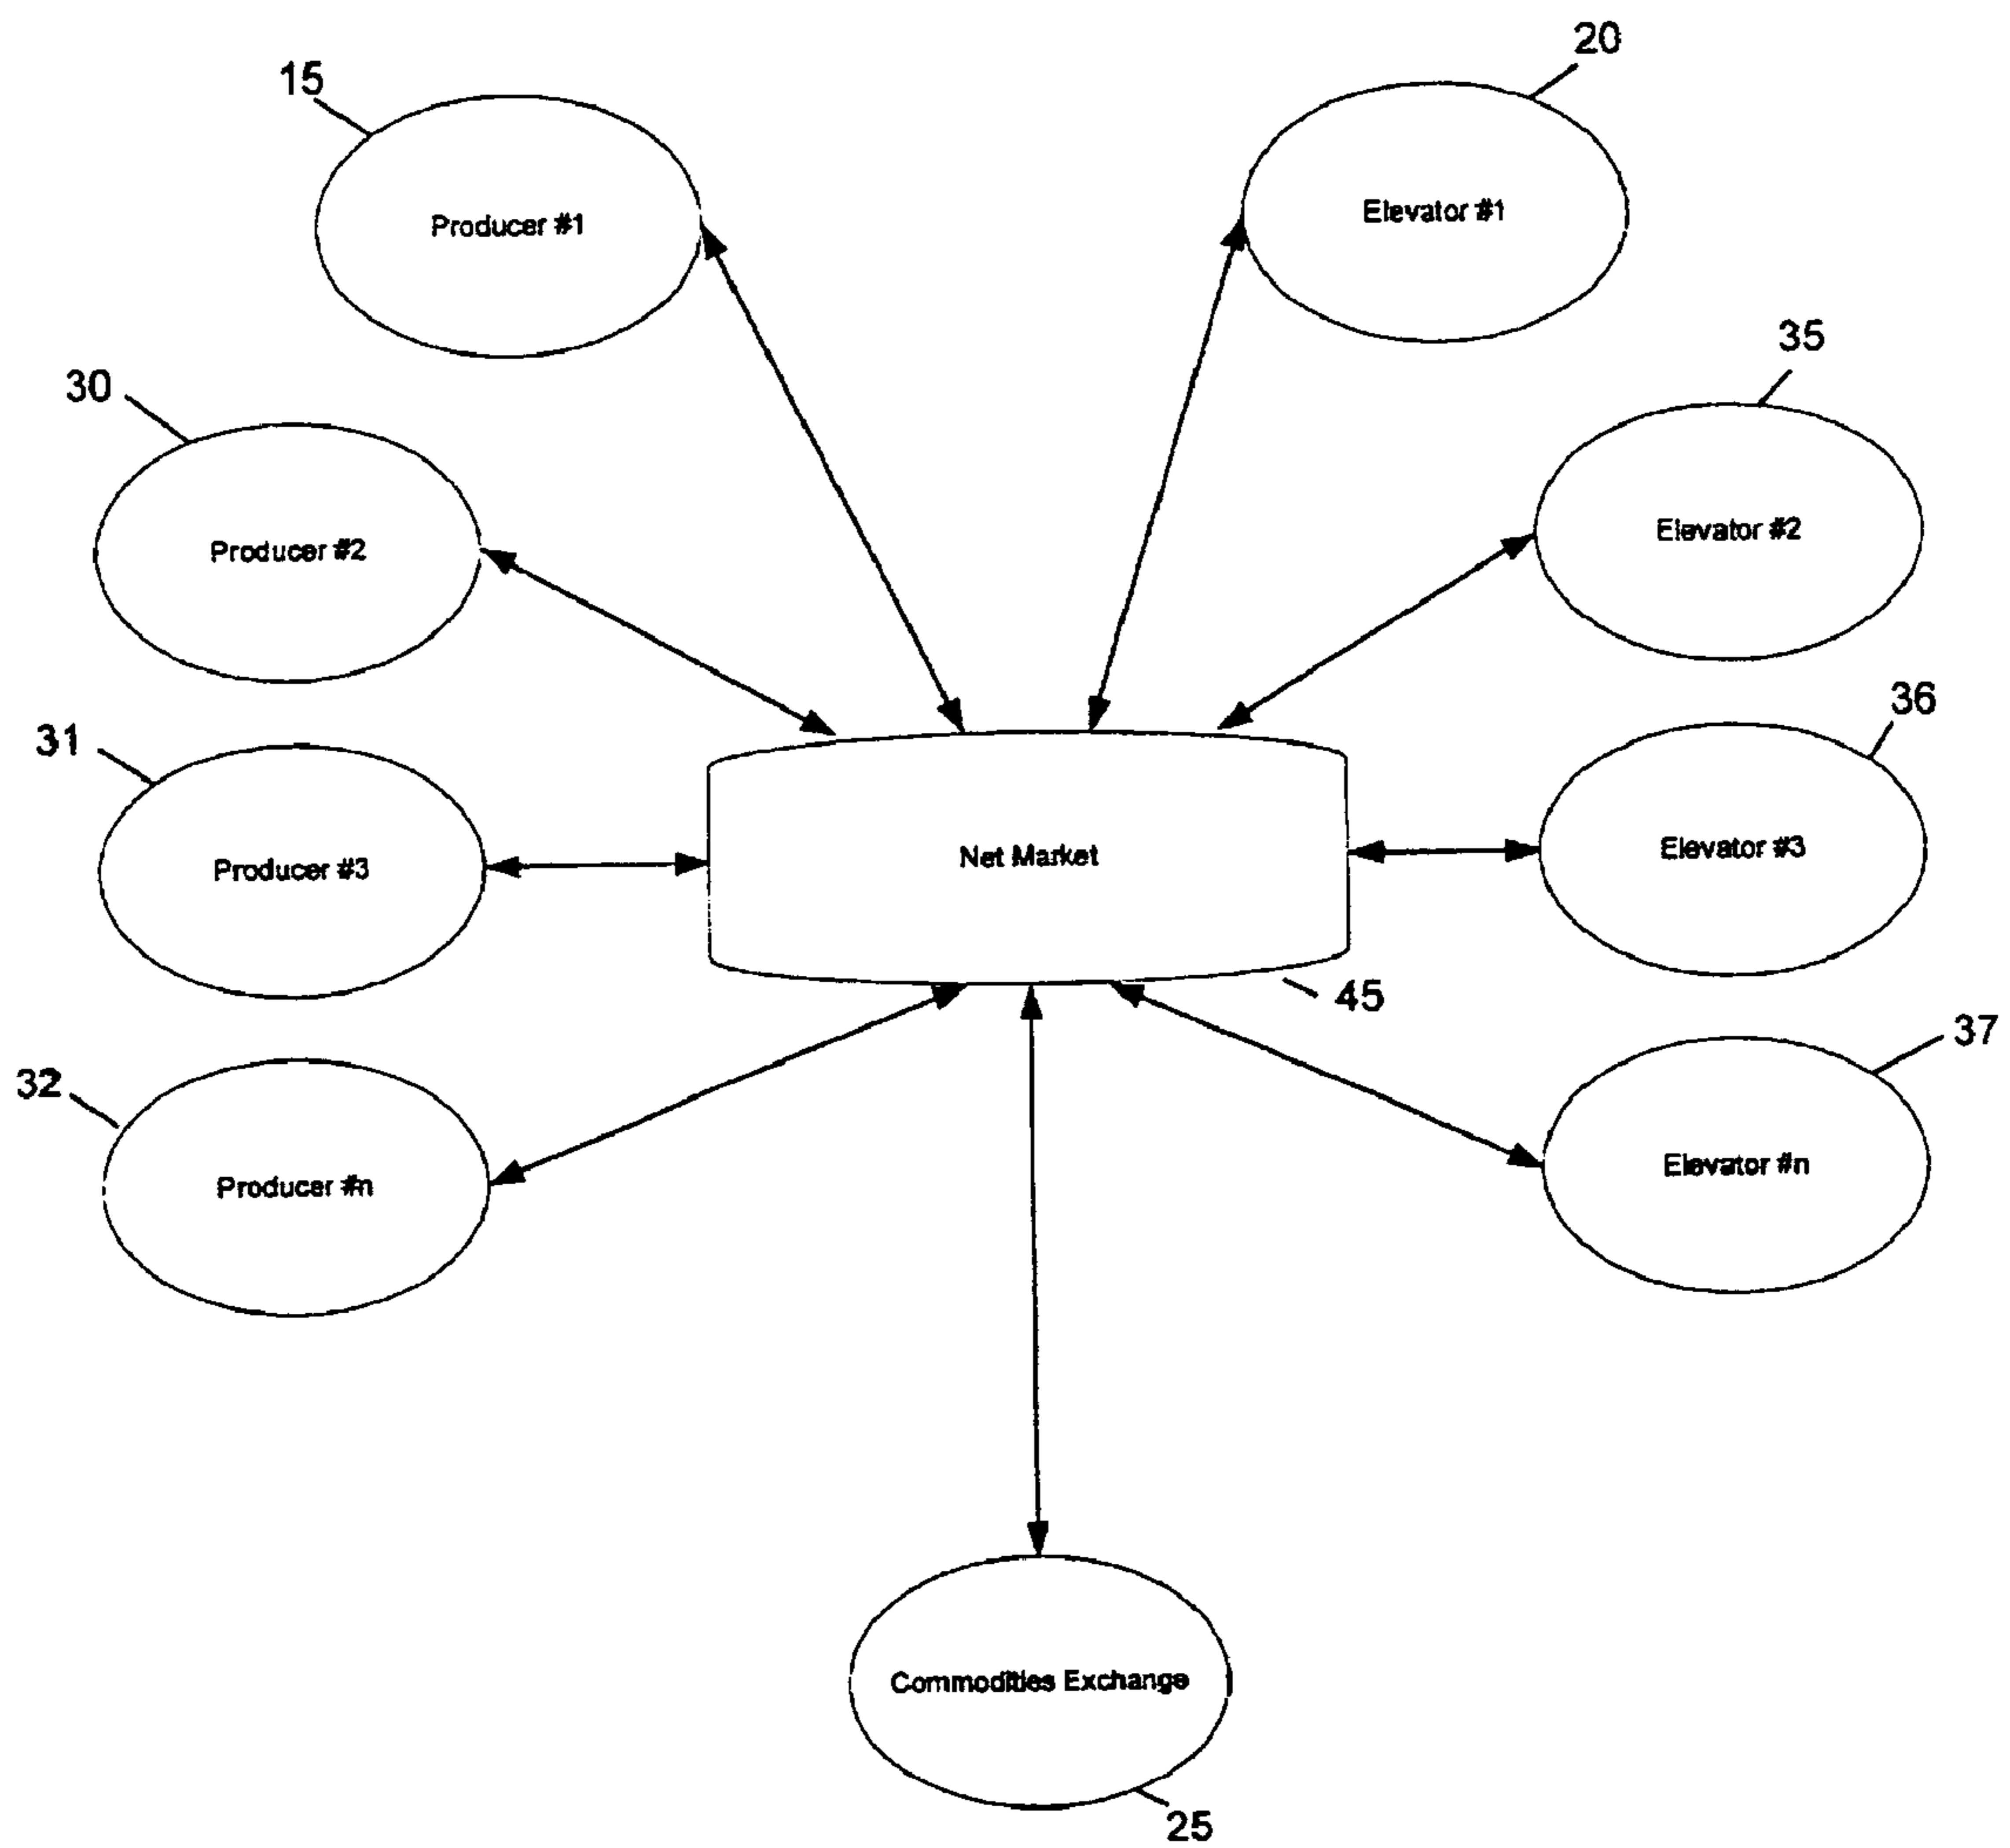 20
15
Elevator #1
Producer #1
35
30
Elevator #2
Producer #2
36
31
Net Market
Elevator #3
Producer #3
45
37
32
Elevator #n
Producer #n
Commodities Exchange
25